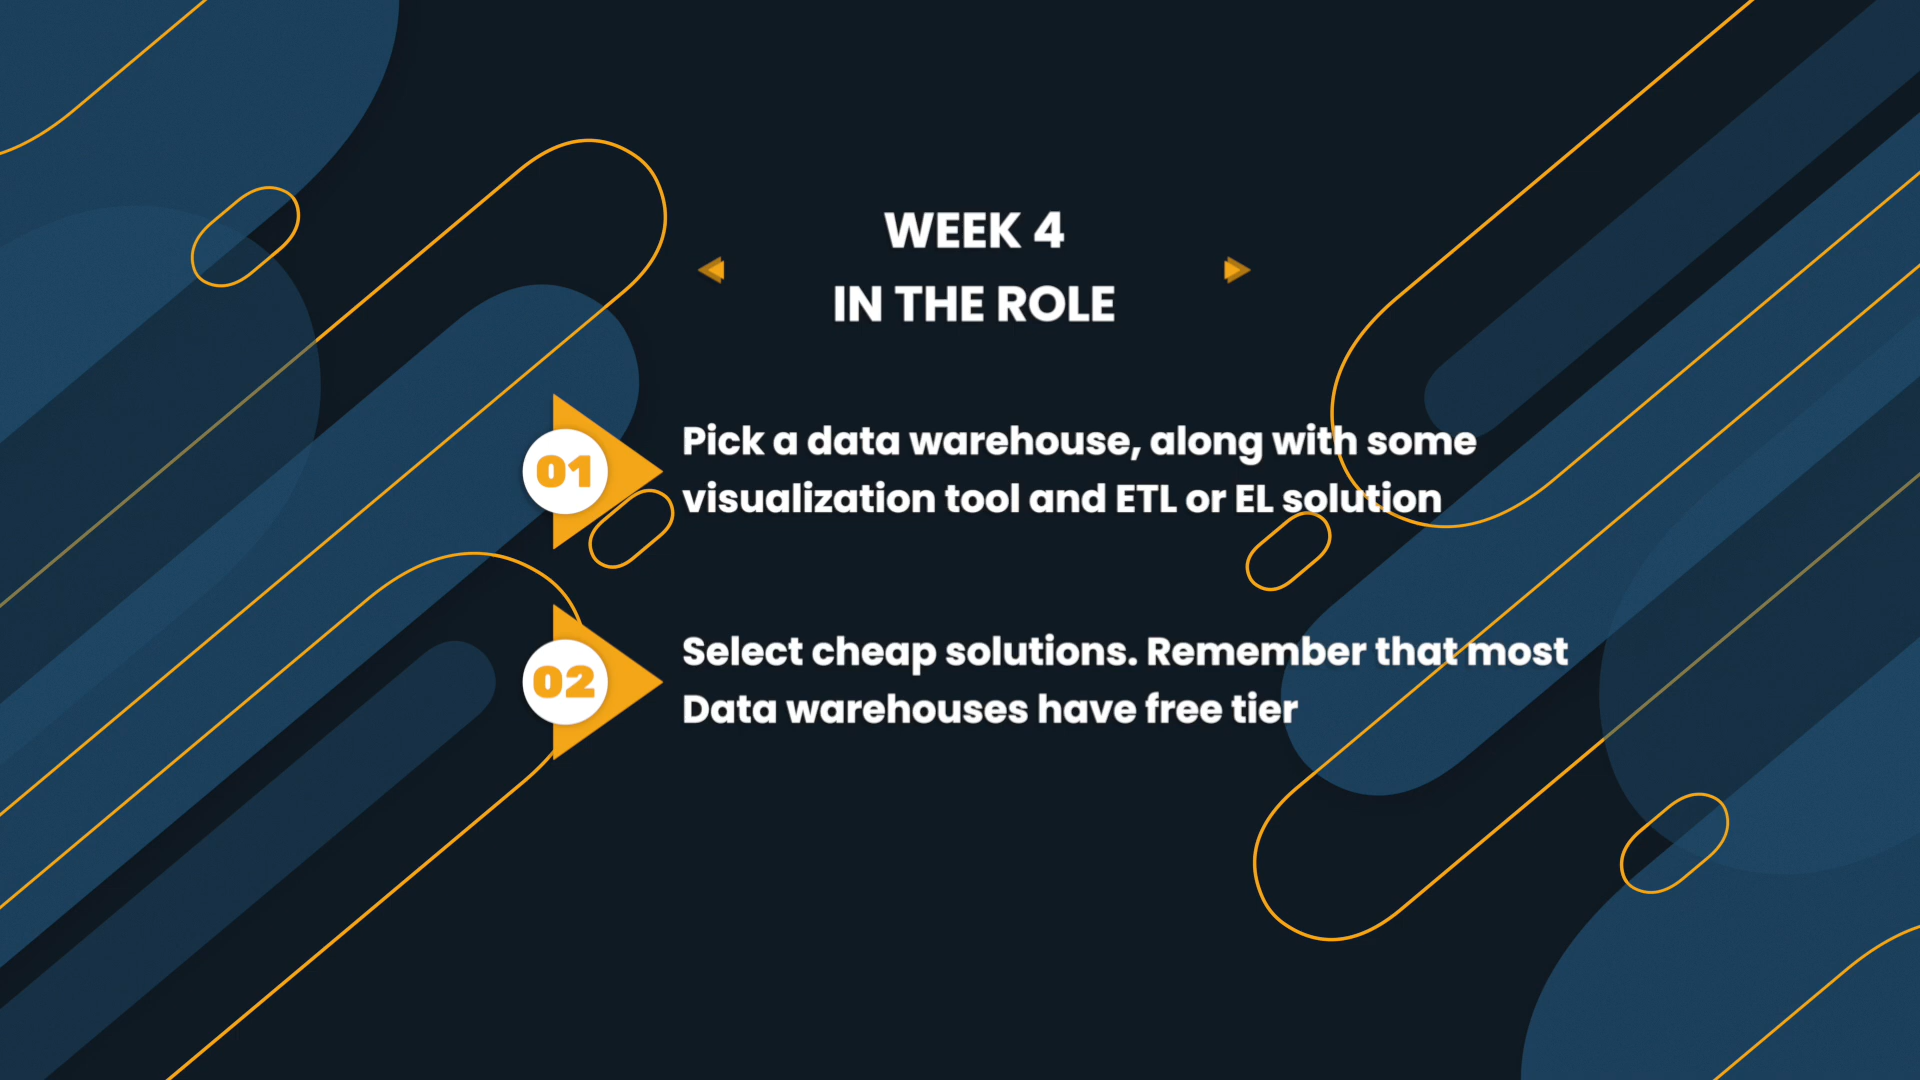 WEEK 4
IN THE ROLE
01
Pick a data warehouse, along with some
visualization tool and ETL or EL solution
02
Select cheap solutions. Remember that most
Data warehouses have free tier